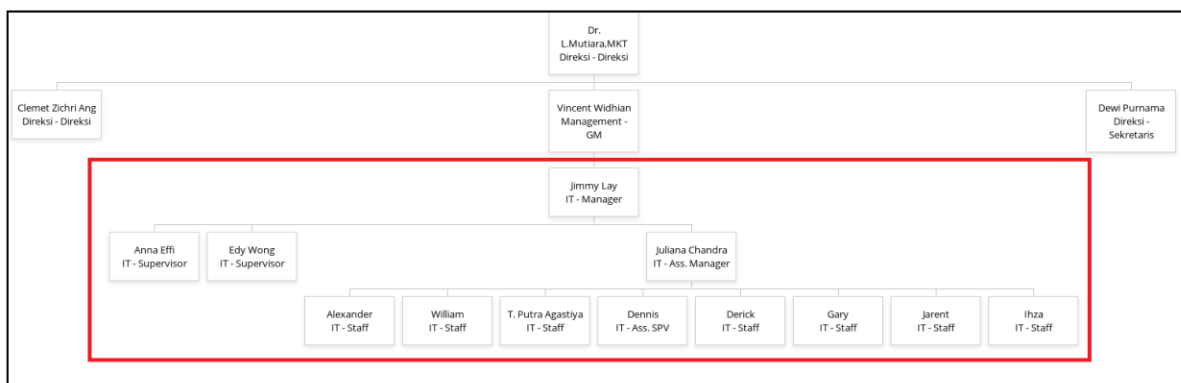 Dr.
L.Mutiara,MKT
Direksi - Direksi
Clemet Zichri Ang
Direksi - Direksi
Vincent Widhian
Management -
GM
Dewi Purnama
Direksi -
Sekretaris
Jimmy Lay
IT - Manager
Anna Effi
IT - Supervisor
Edy Wong
IT - Supervisor
Juliana Chandra
IT - Ass. Manager
Alexander
IT - Staff
William
IT - Staff
T. Putra Agastiya
IT - Staff
Dennis
IT - Ass. SPV
Derick
IT - Staff
Gary
IT - Staff
Jarent
IT - Staff
Ihza
IT - Staff